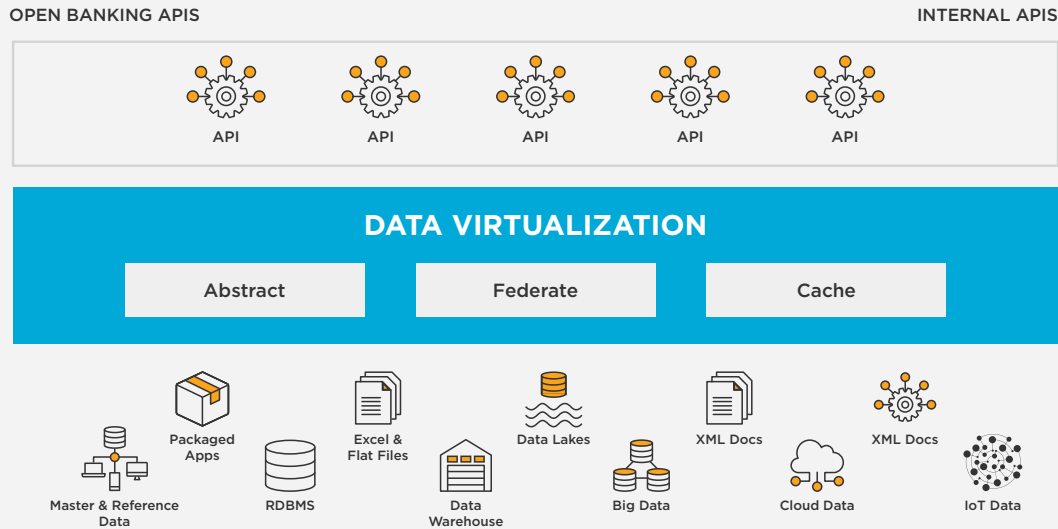 OPEN BANKING APIS
INTERNAL APIS
API
API
API
API
API
DATA VIRTUALIZATION
Abstract
Federate
Cache
Packaged
Apps
Excel &
Flat Files
Data Lakes
XML Docs
XML Docs
Master & Reference
Data
RDBMS
Data
Warehouse
Big Data
Cloud Data
IoT Data